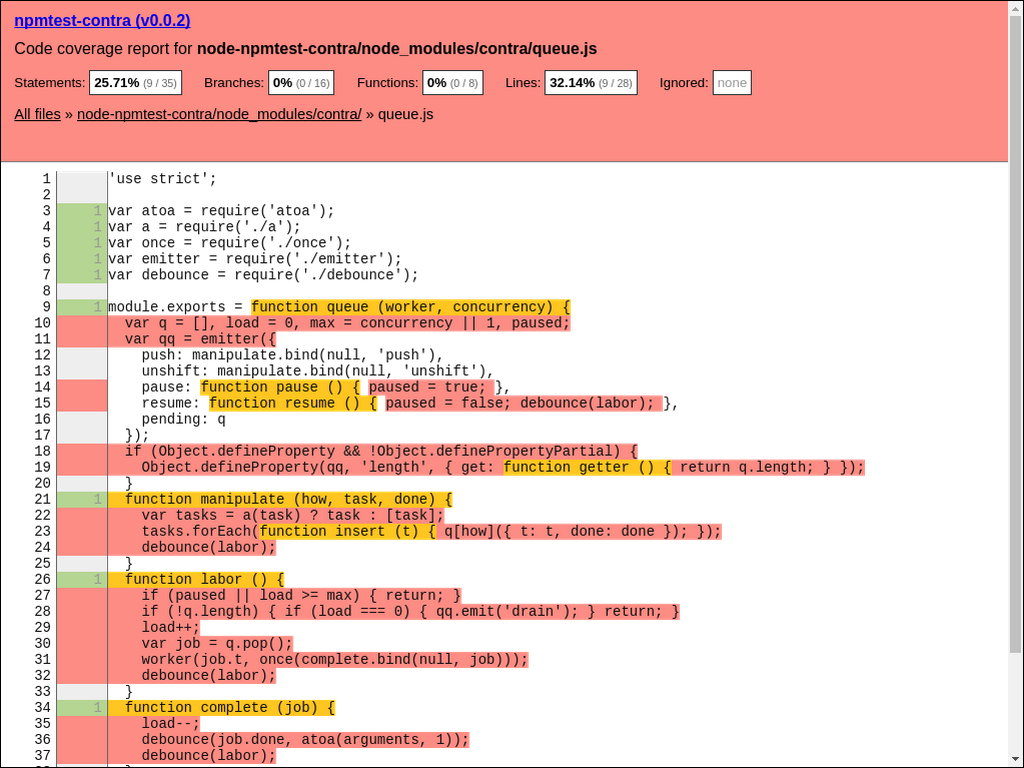 npmtest-contra (v0.0.2)
Code coverage report for node-npmtest-contra/node_modules/contra/queue.js
Statements: 25.71% (9 / 35) Branches: 0% (0 / 16) Functions: 0% (0 / 8) Lines: 32.14% (9 / 28) Ignored: none
All files » node-npmtest-contra/node_modules/contra/ » queue.js
1 'use strict';
2
3 1 var atoa = require('atoa');
4 1 var a = require('./a');
5 1 var once = require('./once');
6 1 var emitter = require('./emitter');
7 1 var debounce = require('./debounce');
8
9 1 module.exports = function queue (worker, concurrency) {
10 var q = [], load = 0, max = concurrency || 1, paused;
11 var qq = emitter({
12 push: manipulate.bind(null, 'push'),
13 unshift: manipulate.bind(null, 'unshift'),
14 pause: function pause () { paused = true; },
15 resume: function resume () { paused = false; debounce(labor); },
16 pending: q
17 });
18 if (Object.defineProperty && !Object.definePropertyPartial) {
19 Object.defineProperty(qq, 'length', { get: function getter () { return q.length; } });
20 }
21 1 function manipulate (how, task, done) {
22 var tasks = a(task) ? task : [task];
23 tasks.forEach(function insert (t) { q[how]({ t: t, done: done }); });
24 debounce(labor);
25 }
26 1 function labor () {
27 if (paused || load >= max) { return; }
28 if (!q.length) { if (load === 0) { qq.emit('drain'); } return; }
29 load++;
30 var job = q.pop();
31 worker(job.t, once(complete.bind(null, job)));
32 debounce(labor);
33 }
34 1 function complete (job) {
35 load--;
36 debounce(job.done, atoa(arguments, 1));
37 debounce(labor);